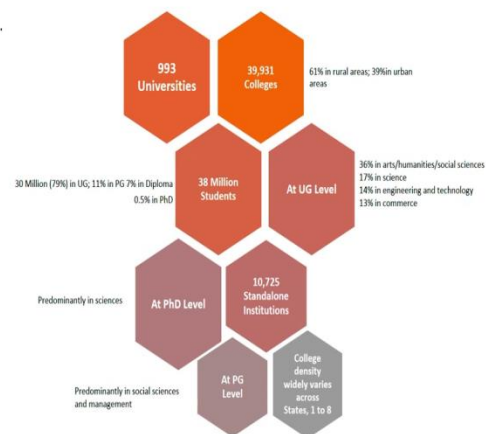 993
Universities
39,931
Colleges
61% in rural areas; 39%in urban
areas
30 Million (79%) in UG; 11% in PG 7% in Diploma
0.5% in PhD
38 Million
Students
At UG Level
36% in arts/humanities/social sciences
17% in science
14% in engineering and technology
13% in commerce
Predominantly in sciences
At PhD Level
10,725
Standalone
Institutions
Predominantly in social sciences
and management
At PG
Level
College
density
widely varies
across
States, 1 to 8